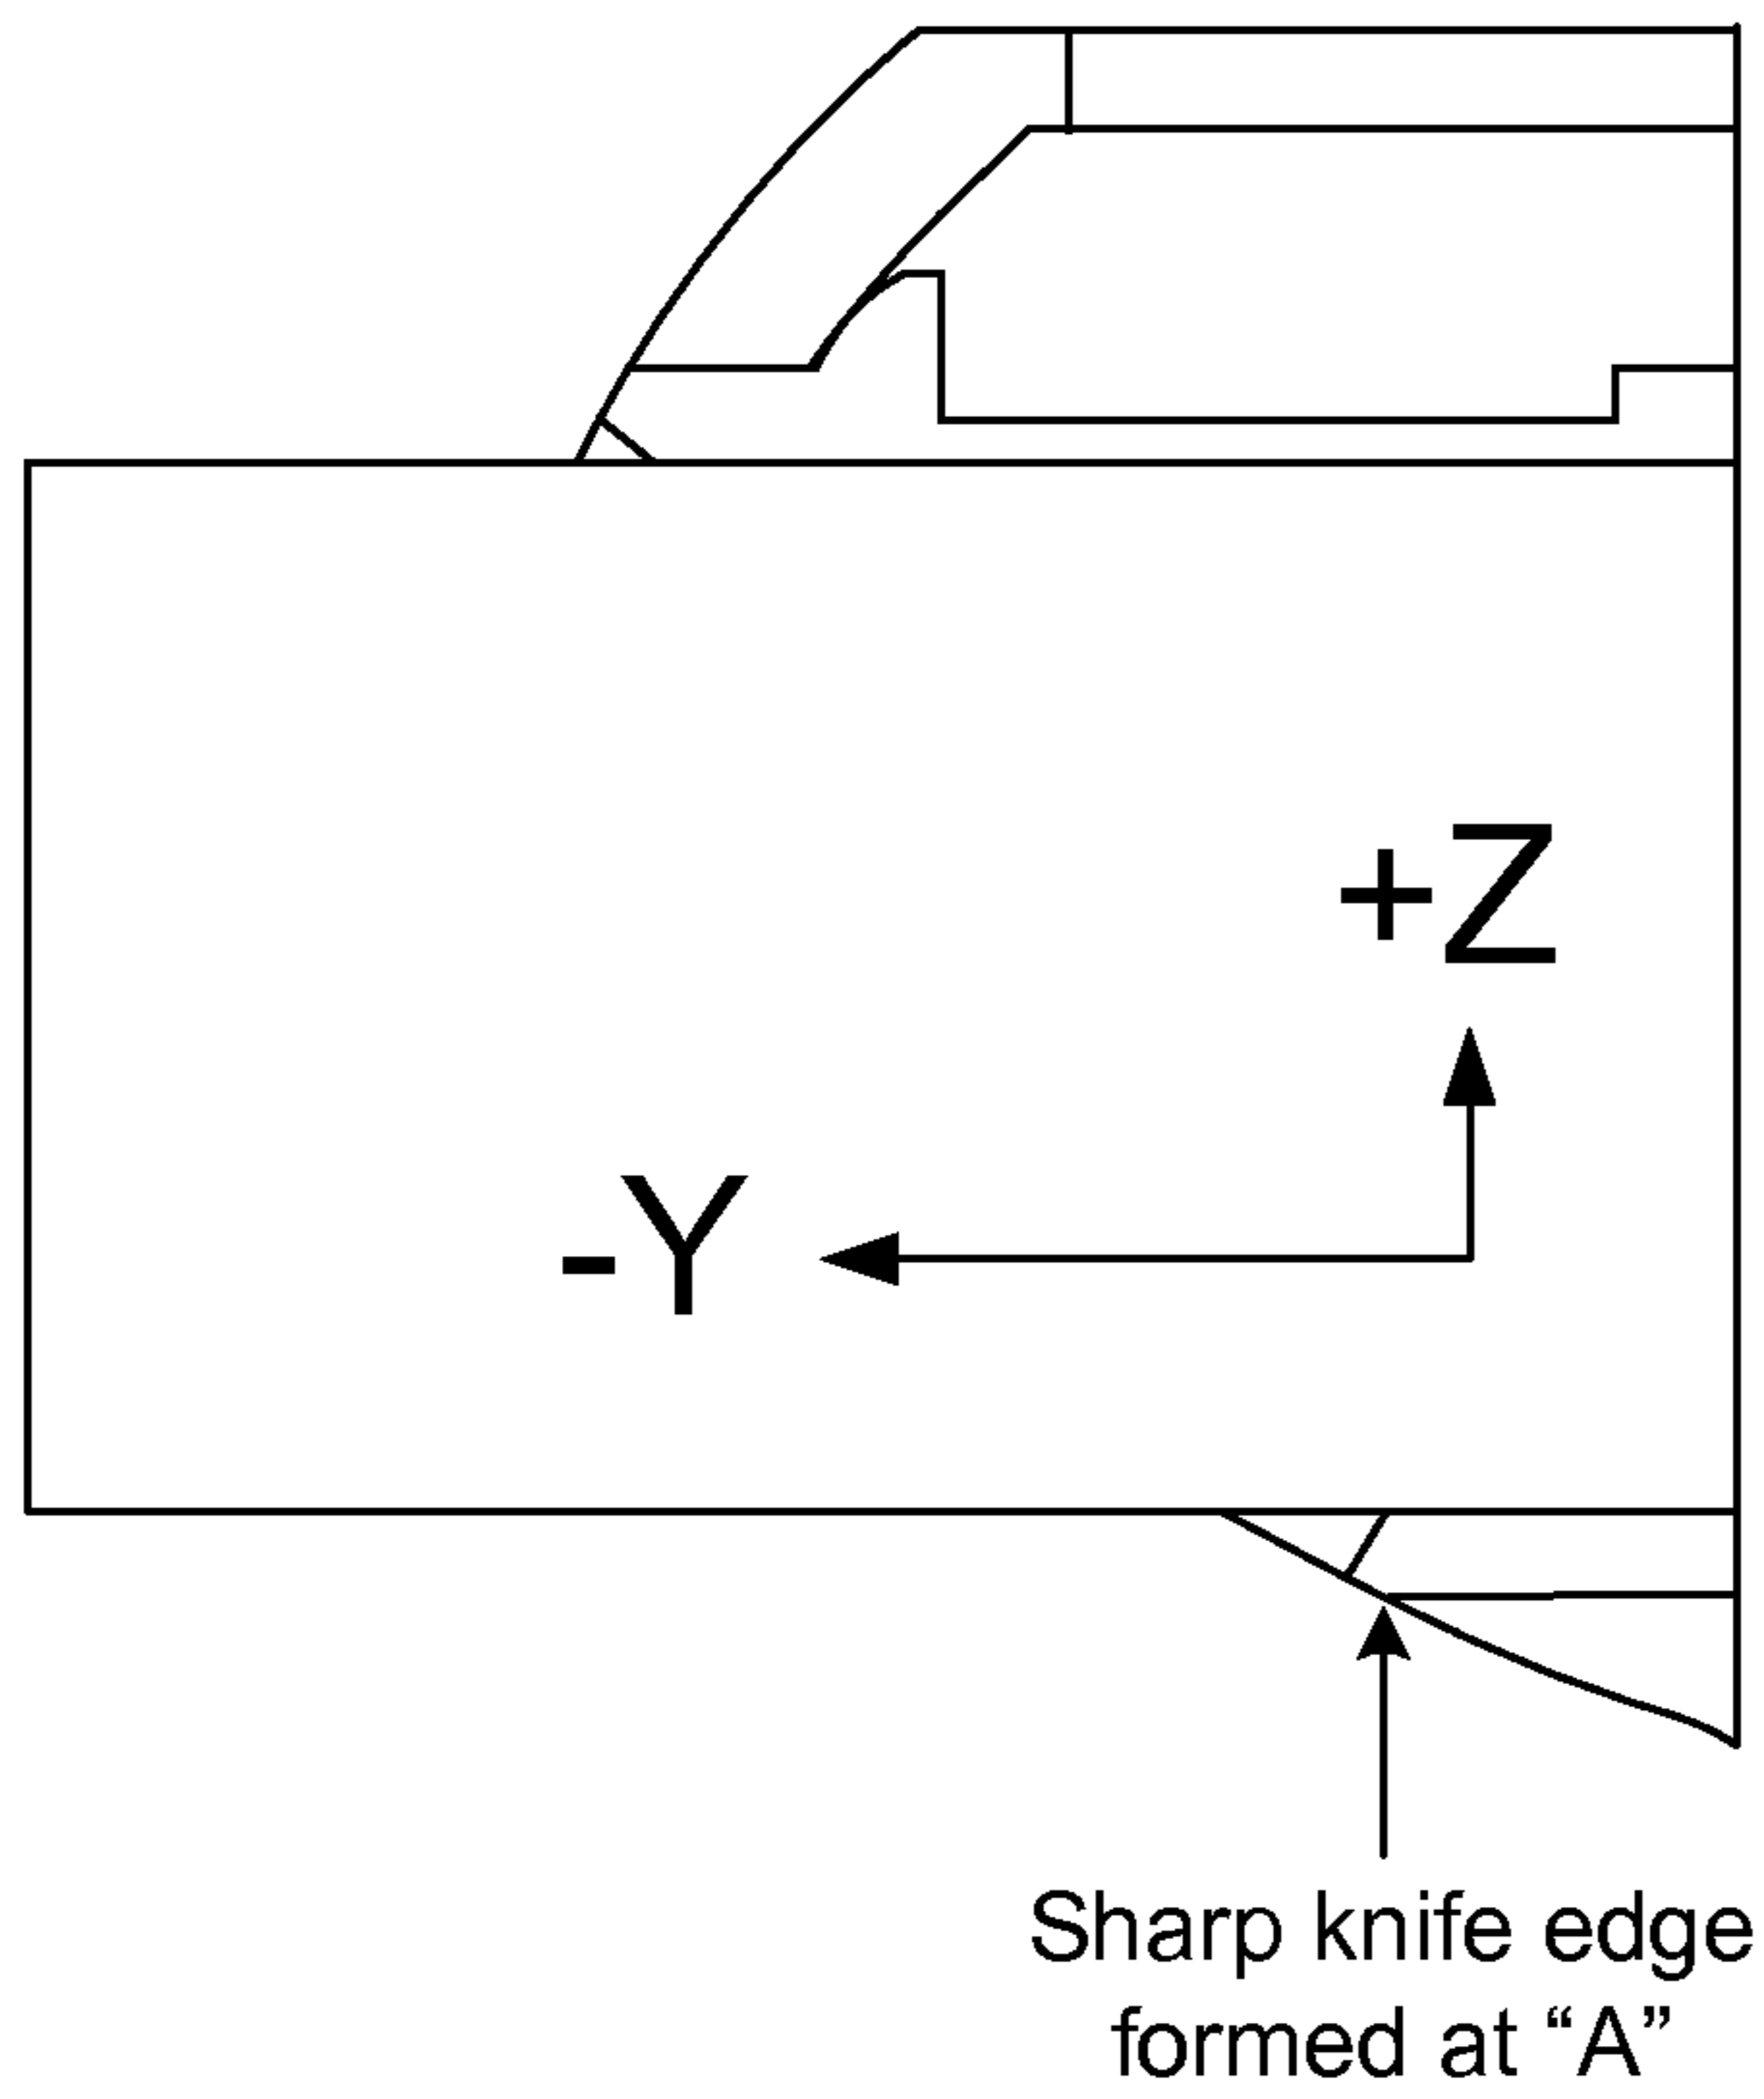 +Z
-Y
Sharp knife edge
formed at “A”